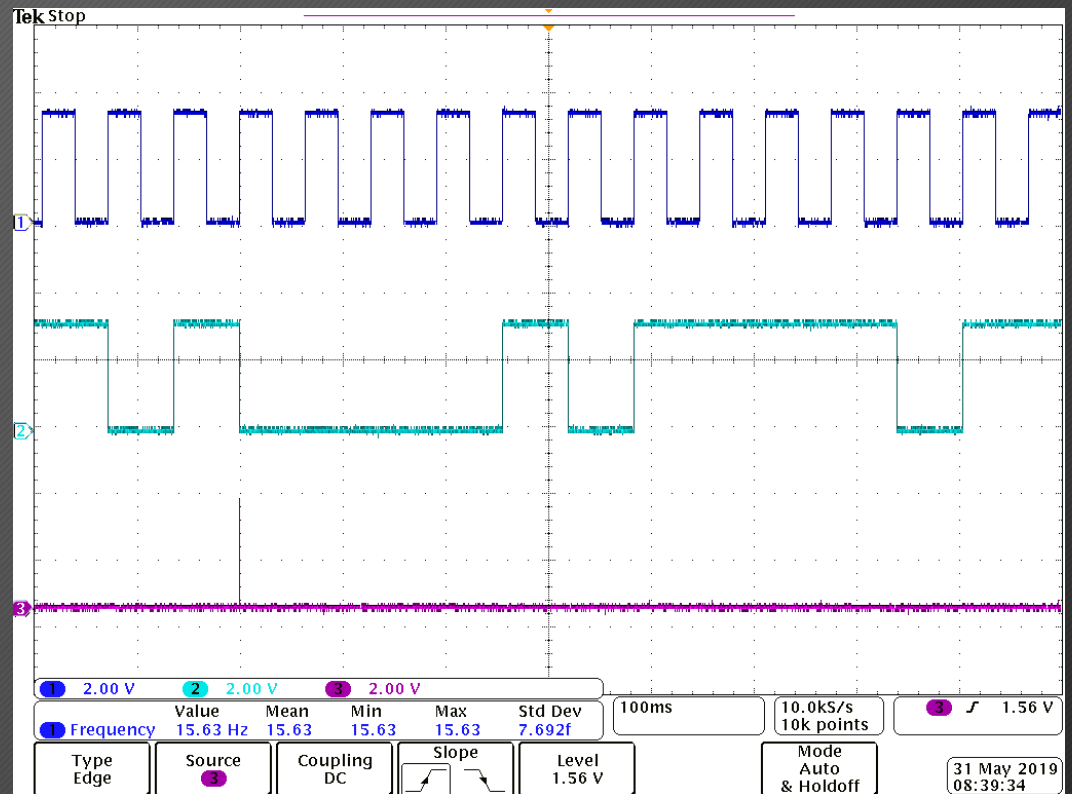 Tek Stop
1
2
3
1 2.00 V 2 2.00 V 3 2.00 V
Value Mean Min Max Std Dev
1 Frequency 15.63 Hz 15.63 15.63 15.63 7.692f
100ms
10.0kS/s
10k points
3 1.56 V
Type
Edge
Source
3
Coupling
DC
Slope
Level
1.56 V
Mode
Auto
& Holdoff
31 May 2019
08:39:34